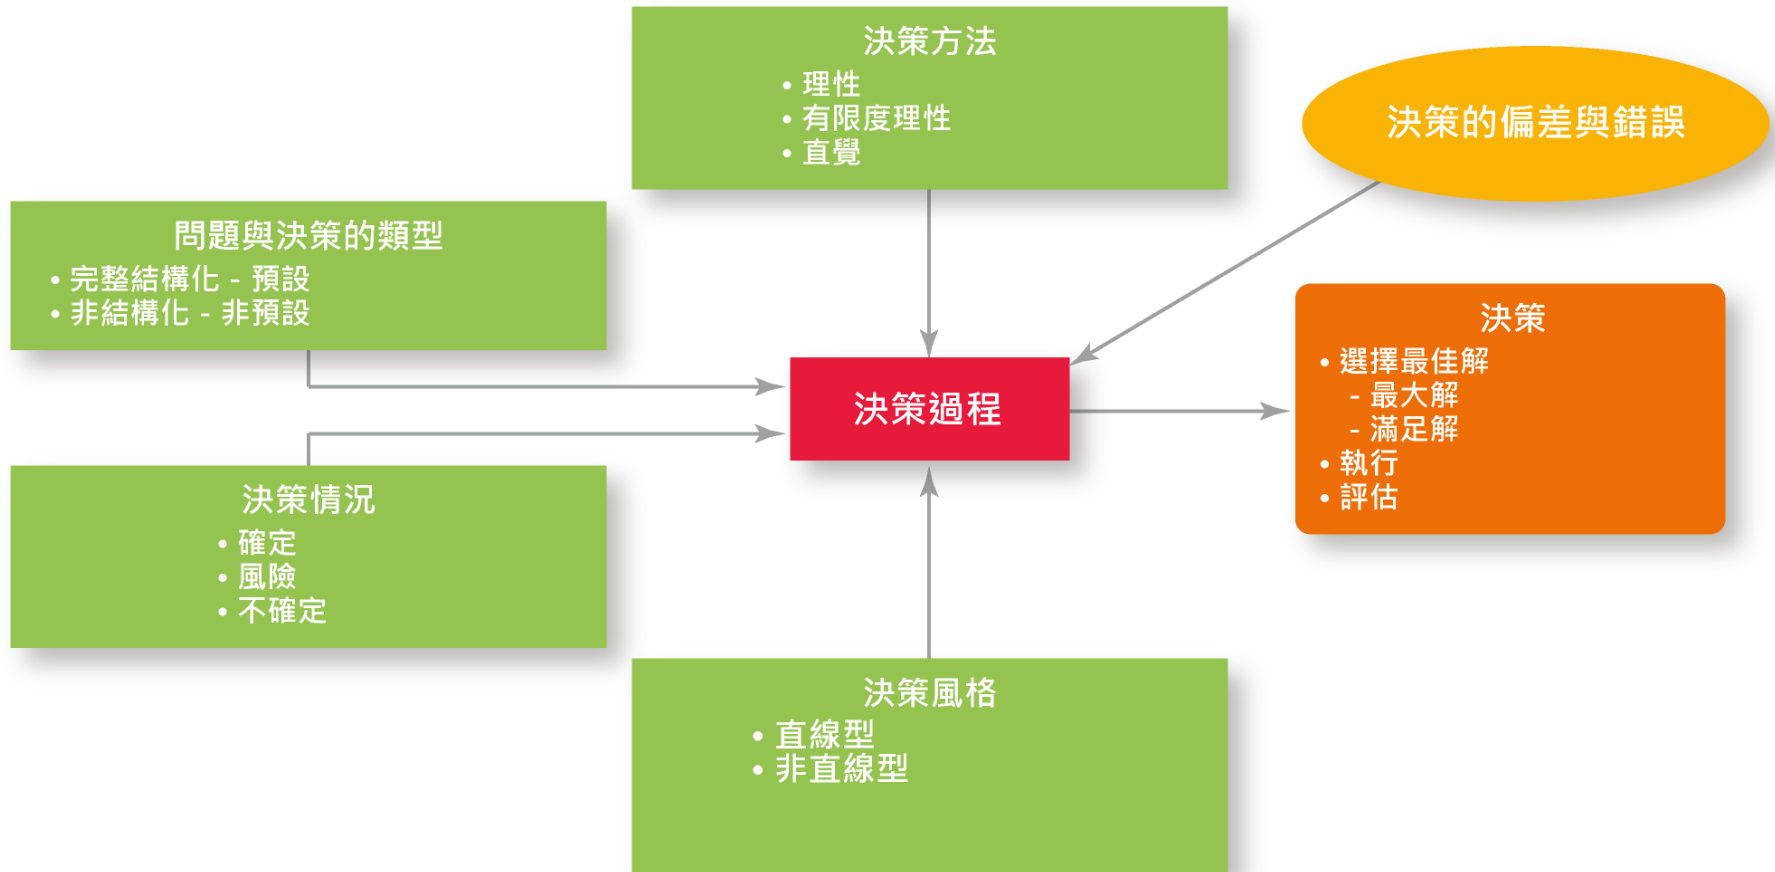 決策方法
• 理性
• 有限度理性
• 直覺
決策的偏差與錯誤
問題與決策的類型
• 完整結構化 - 預設
• 非結構化 - 非預設
決策過程
決策
• 選擇最佳解
- 最大解
- 滿足解
• 執行
• 評估
決策情況
• 確定
• 風險
• 不確定
決策風格
• 直線型
• 非直線型